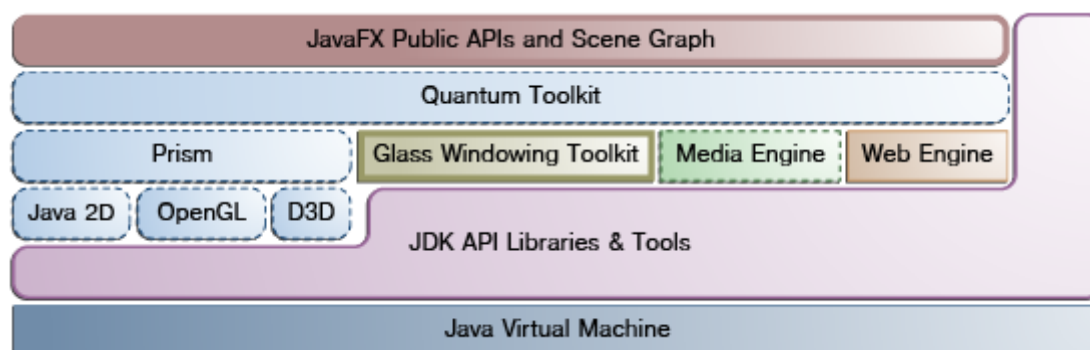 JavaFX Public APIs and Scene Graph
Quantum Toolkit
Prism
Glass Windowing Toolkit
Media Engine
Web Engine
Java 2D
OpenGL
D3D
JDK API Libraries & Tools
Java Virtual Machine